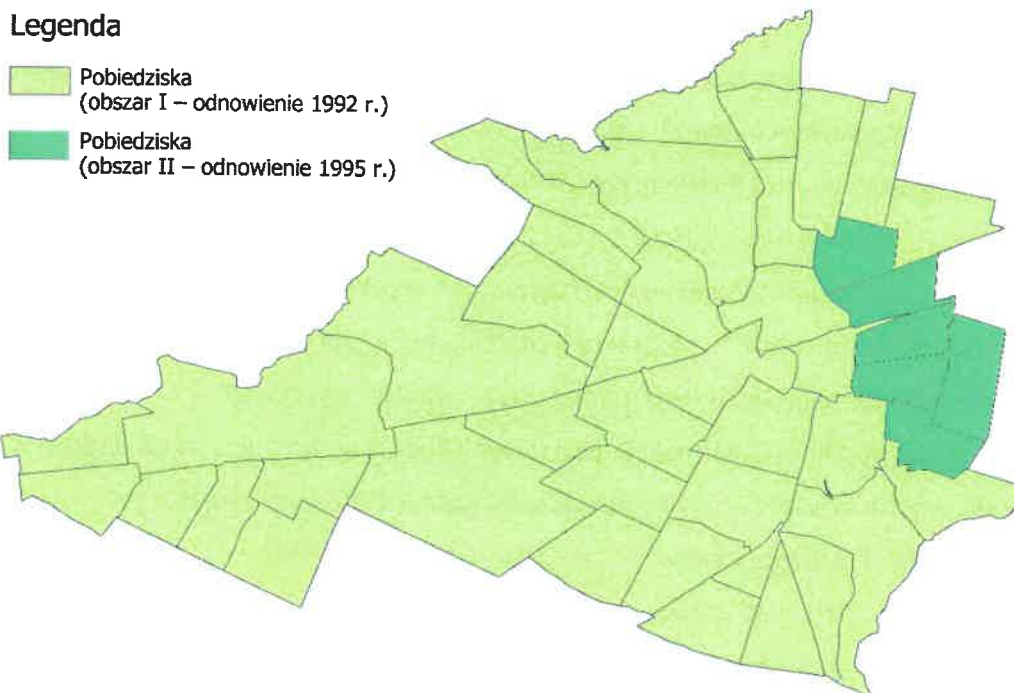 Legenda
Pobiedziska
(obszar I – odnowienie 1992 r.)
Pobiedziska
(obszar II – odnowienie 1995 r.)